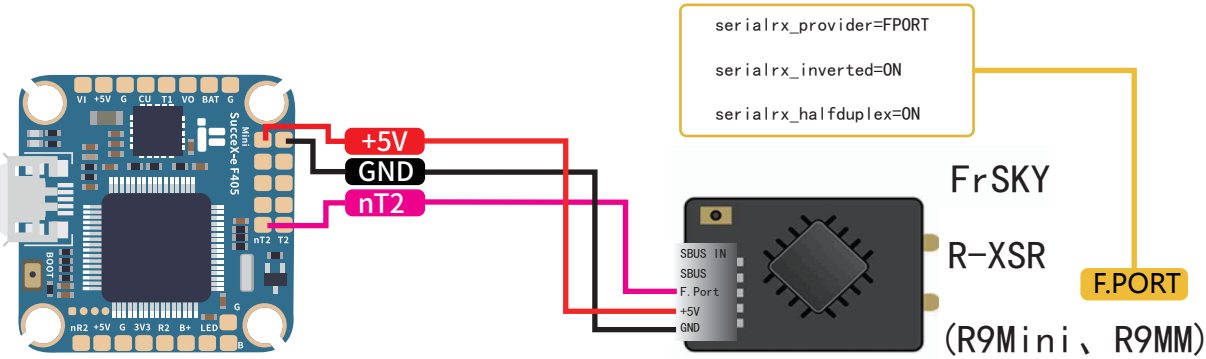 serialrx_provider=FPORT
serialrx_inverted=ON
serialrx_halfduplex=ON
VI +5V G CU T1 VO BAT G
Mini
SucceX-e F405
+5V
GND
nT2
nT2 T2
BOOT
G
nR2 +5V G 3V3 R2 B+ LED
B
SBUS IN
SBUS
F.Port
+5V
GND
FrSKY
R-XSR
F.PORT
(R9Mini、R9MM)